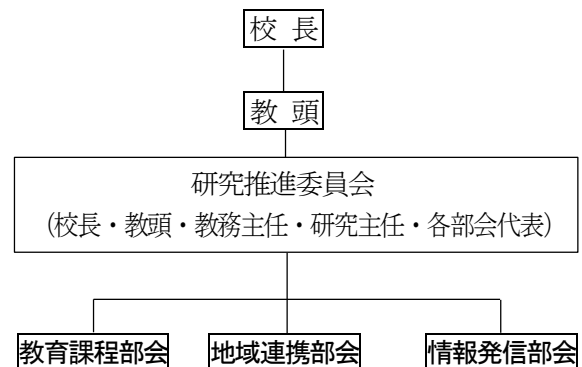 校 長
教 頭
研究推進委員会
(校長・教頭・教務主任・研究主任・各部会代表)
教育課程部会 地域連携部会 情報発信部会